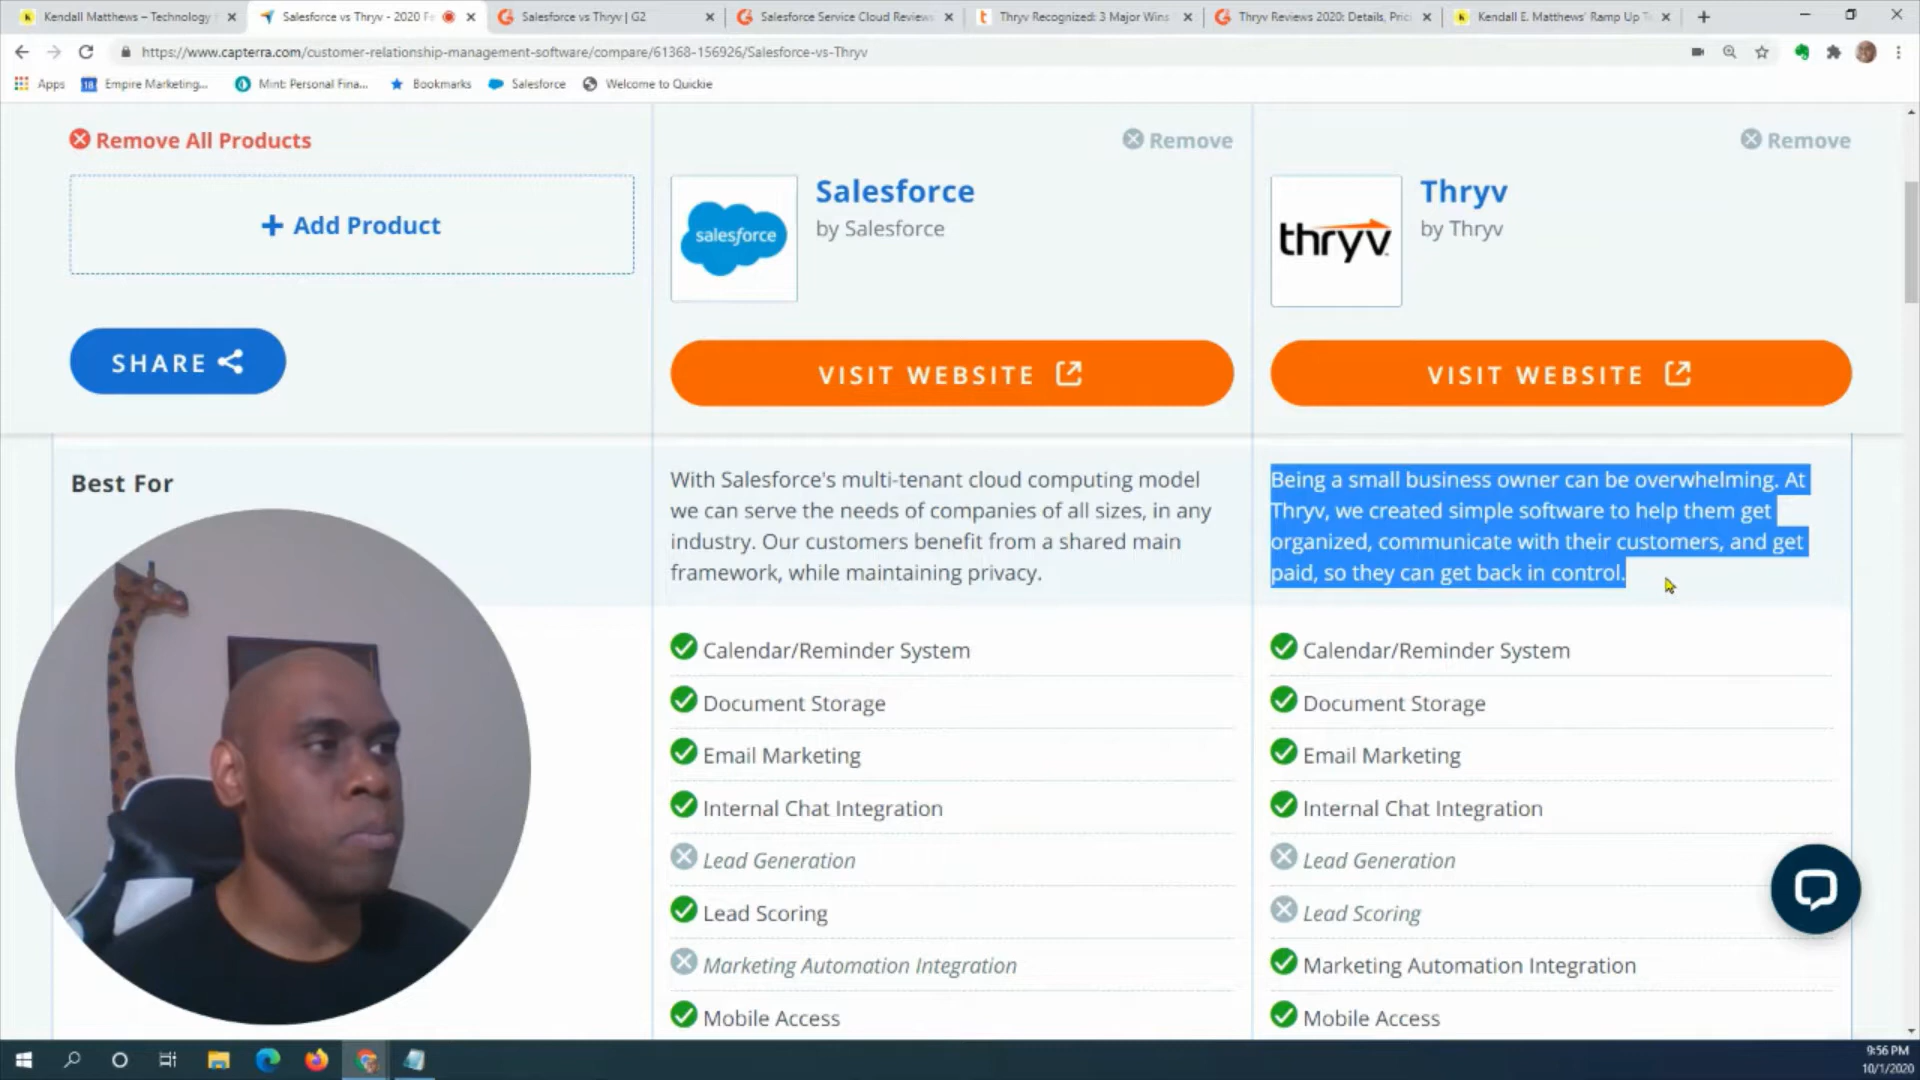 Kendall Matthews – Technology
Salesforce vs Thryv - 2020 Fe
Salesforce vs Thryv | G2
Salesforce Service Cloud Reviews
Thryv Recognized: 3 Major Wins
Thryv Reviews 2020: Details, Prici
Kendall E. Matthews' Ramp Up T
https://www.capterra.com/customer-relationship-management-software/compare/61368-156926/Salesforce-vs-Thryv
Apps
18
Empire Marketing...
Mint: Personal Fina...
Bookmarks
Salesforce
Welcome to Quickie
Remove All Products
Add Product
SHARE
Remove
salesforce
Salesforce
by Salesforce
VISIT WEBSITE
Remove
thryv
Thryv
by Thryv
VISIT WEBSITE
Best For
With Salesforce's multi-tenant cloud computing model
we can serve the needs of companies of all sizes, in any
industry. Our customers benefit from a shared main
framework, while maintaining privacy.
Being a small business owner can be overwhelming. At
Thryv, we created simple software to help them get
organized, communicate with their customers, and get
paid, so they can get back in control.
Calendar/Reminder System
Document Storage
Email Marketing
Internal Chat Integration
Lead Generation
Lead Scoring
Marketing Automation Integration
Mobile Access
Calendar/Reminder System
Document Storage
Email Marketing
Internal Chat Integration
Lead Generation
Lead Scoring
Marketing Automation Integration
Mobile Access
9:56 PM
10/1/2020